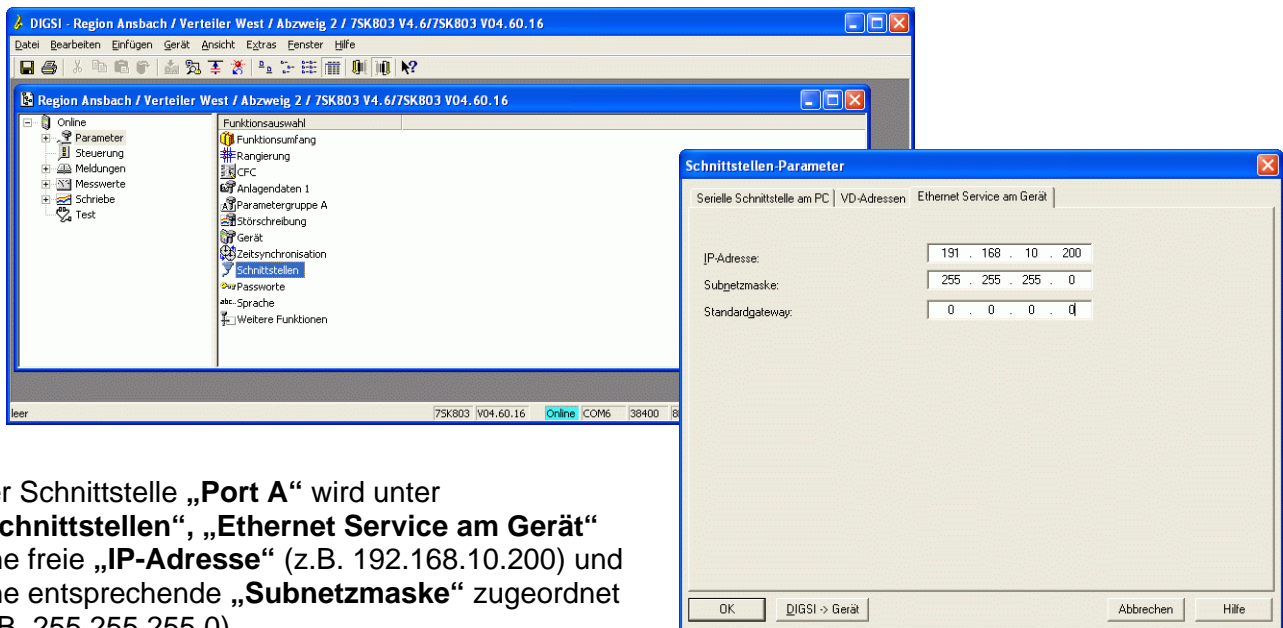 DIGSI - Region Ansbach / Verteiler West / Abzweig 2 / 7SK803 V4.6/7SK803 V04.60.16
Datei Bearbeiten Einfügen Gerät Ansicht Extras Fenster Hilfe
Region Ansbach / Verteiler West / Abzweig 2 / 7SK803 V4.6/7SK803 V04.60.16
Online
Parameter
Steuerung
Meldungen
Messwerte
Schriebe
Test
Funktionsauswahl
Funktionsumfang
Rangierung
CFC
Anlagendaten 1
Parametergruppe A
Störschreibung
Gerät
Zeitsynchronisation
Schnittstellen
Passworte
Sprache
Weitere Funktionen
leer 7SK803 V04.60.16 Online COM6 38400 8
Schnittstellen-Parameter
Serielle Schnittstelle am PC VD-Adressen Ethernet Service am Gerät
IP-Adresse: 191 . 168 . 10 . 200
Subnetzmaske: 255 . 255 . 255 . 0
Standardgateway: 0 . 0 . 0 . 0
OK DIGSI -> Gerät Abbrechen Hilfe
er Schnittstelle „Port A“ wird unter
chnittstellen“, „Ethernet Service am Gerät“
ne freie „IP-Adresse“ (z.B. 192.168.10.200) und
ne entsprechende „Subnetzmaske“ zugeordnet
B. 255.255.255.0)